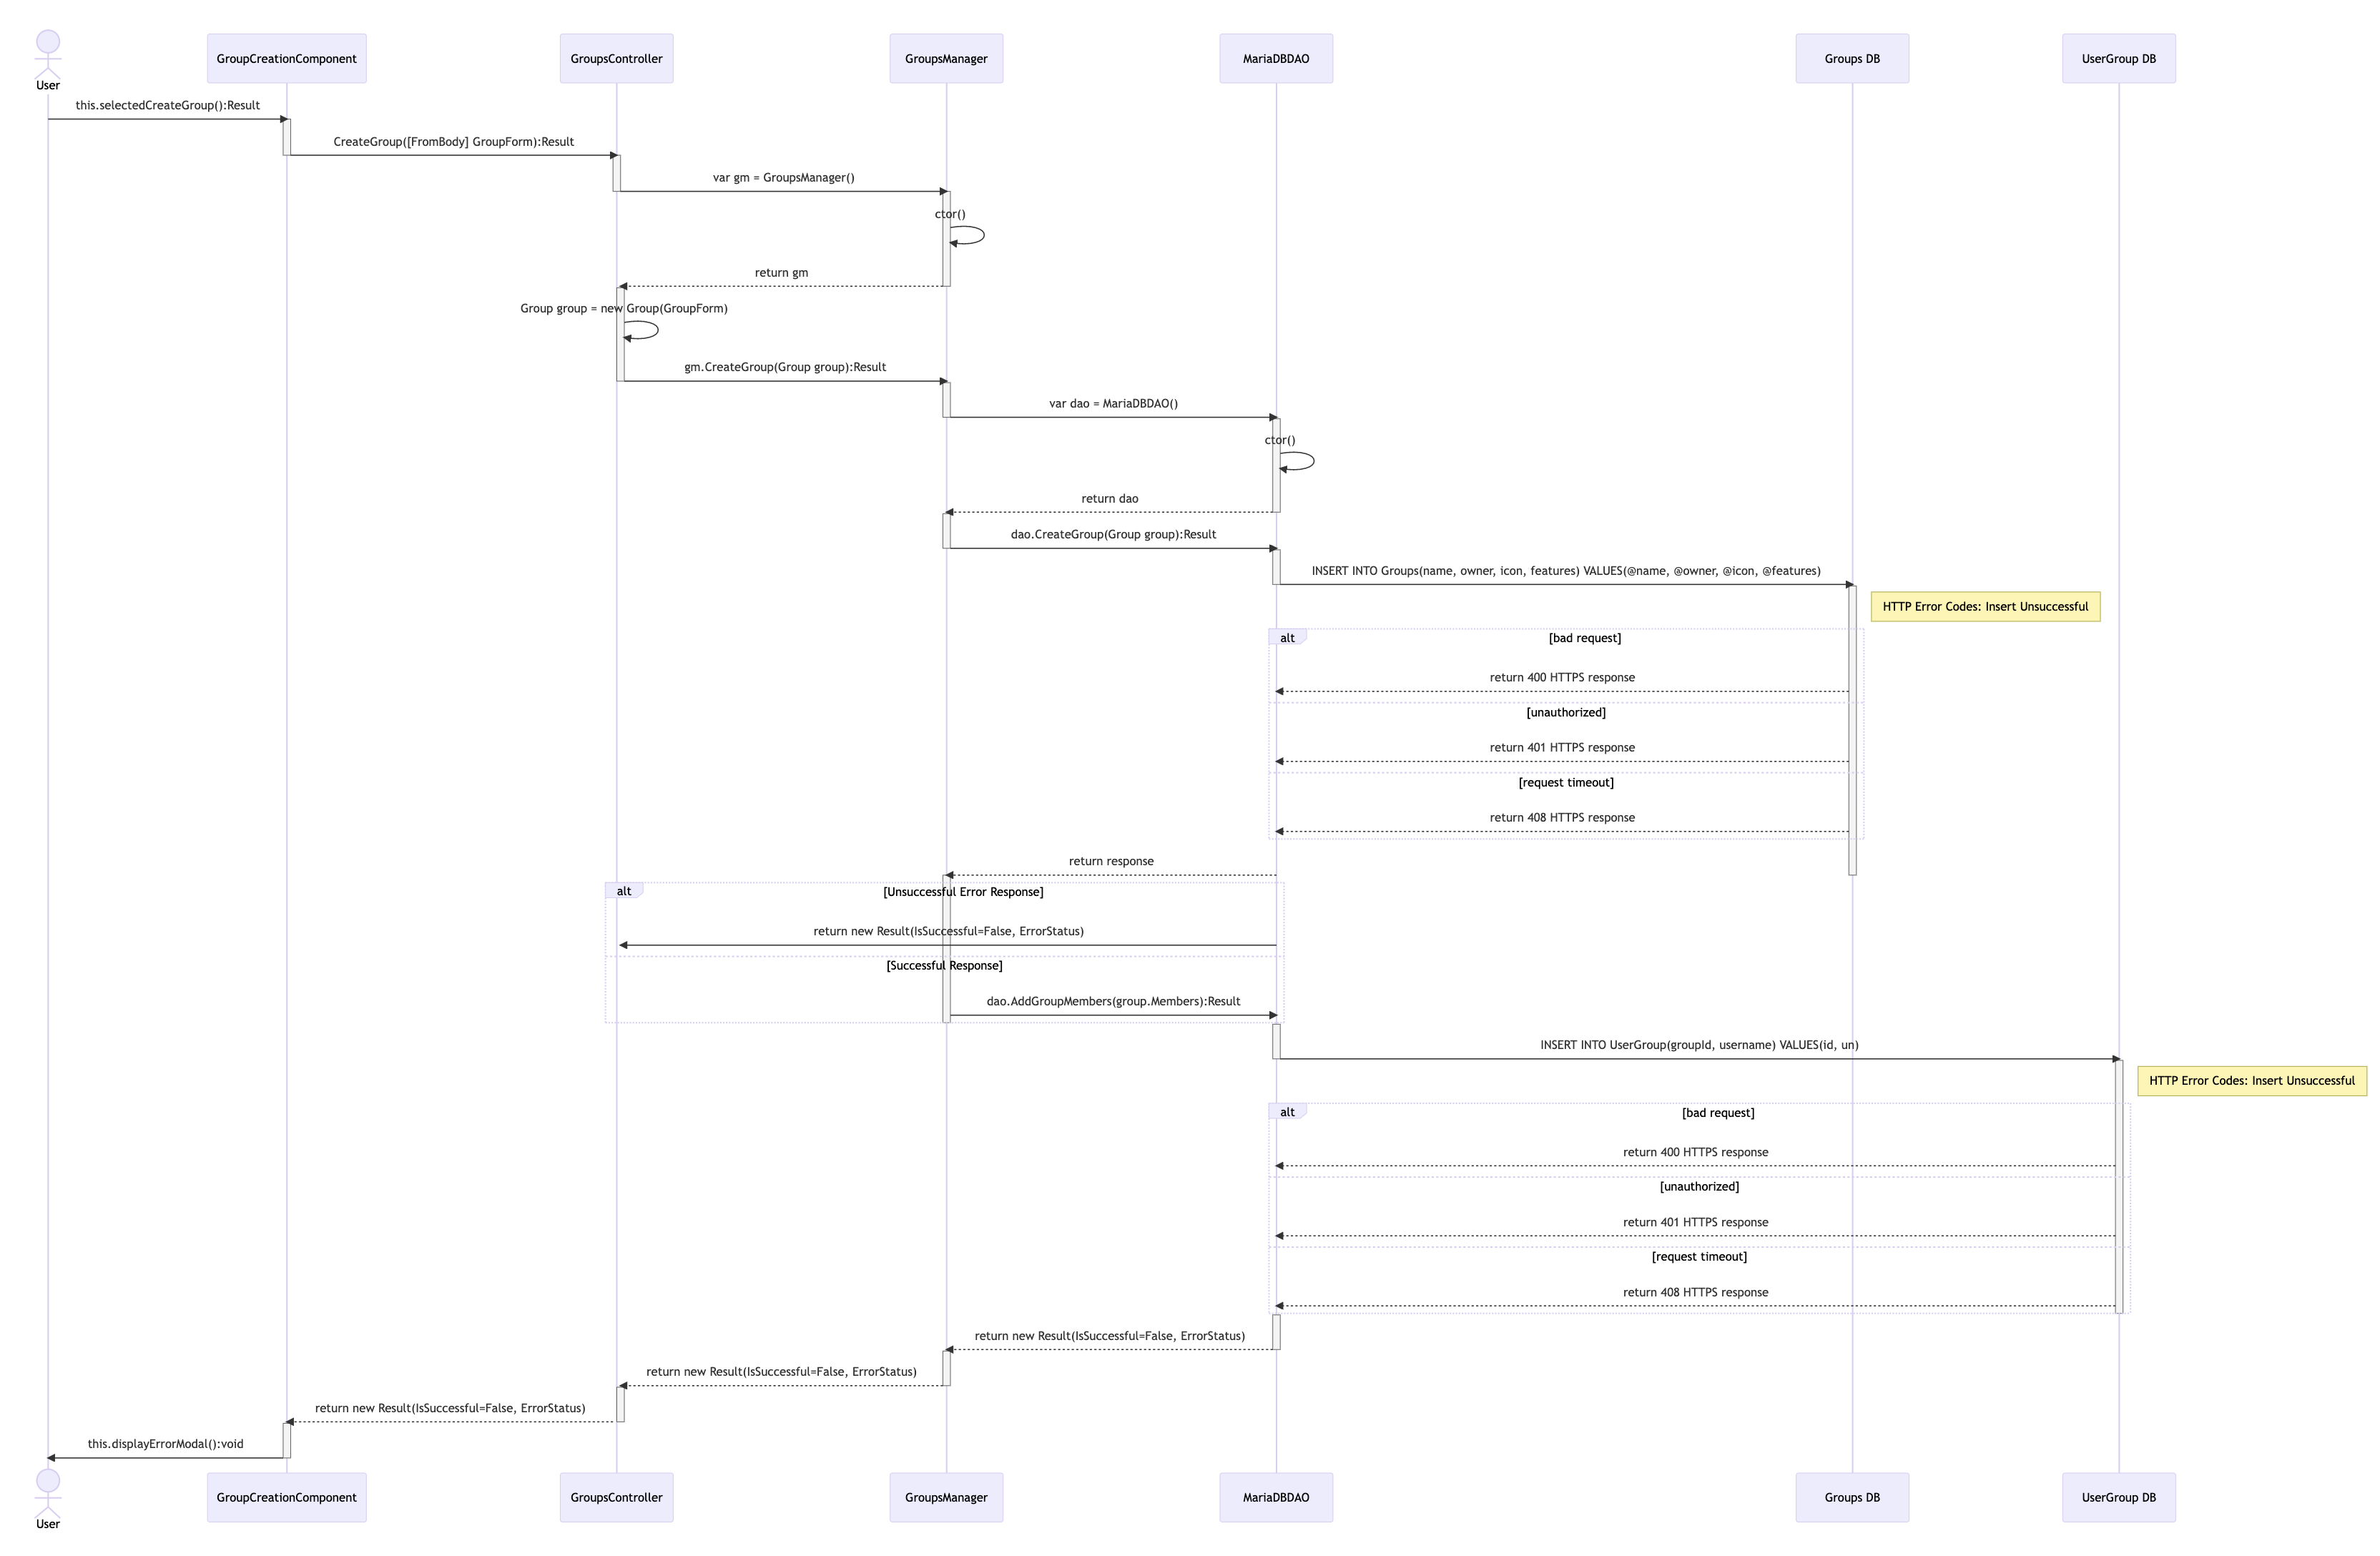 User
GroupCreationComponent
GroupsController
GroupsManager
MariaDBDAO
Groups DB
UserGroup DB
this.selectedCreateGroup():Result
CreateGroup([FromBody] GroupForm):Result
var gm = GroupsManager()
ctor()
return gm
Group group = new Group(GroupForm)
gm.CreateGroup(Group group):Result
var dao = MariaDBDAO()
ctor()
return dao
dao.CreateGroup(Group group):Result
INSERT INTO Groups(name, owner, icon, features) VALUES(@name, @owner, @icon, @features)
HTTP Error Codes: Insert Unsuccessful
alt
[bad request]
return 400 HTTPS response
[unauthorized]
return 401 HTTPS response
[request timeout]
return 408 HTTPS response
return response
alt
[Unsuccessful Error Response]
return new Result(IsSuccessful=False, ErrorStatus)
[Successful Response]
dao.AddGroupMembers(group.Members):Result
INSERT INTO UserGroup(groupId, username) VALUES(id, un)
HTTP Error Codes: Insert Unsuccessful
alt
[bad request]
return 400 HTTPS response
[unauthorized]
return 401 HTTPS response
[request timeout]
return 408 HTTPS response
return new Result(IsSuccessful=False, ErrorStatus)
return new Result(IsSuccessful=False, ErrorStatus)
return new Result(IsSuccessful=False, ErrorStatus)
this.displayErrorModal():void
User
GroupCreationComponent
GroupsController
GroupsManager
MariaDBDAO
Groups DB
UserGroup DB